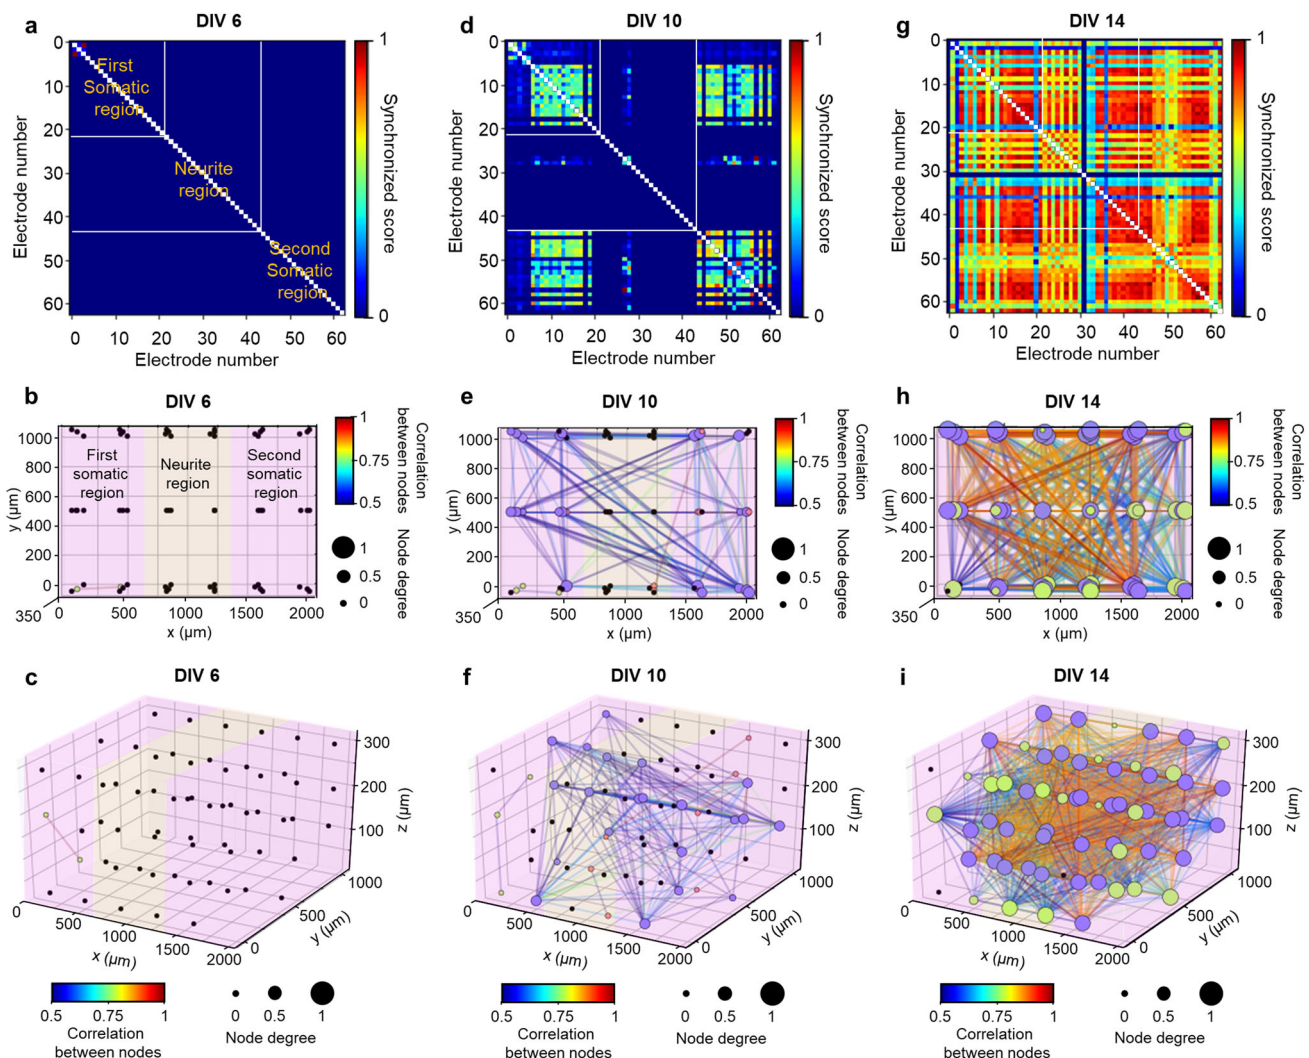 a
DIV 6
0
10
20
30
40
50
60
Electrode number
First
Somatic
region
Neurite
region
Second
Somatic
region
0
10
20
30
40
50
60
Electrode number
1
0
Synchronized score
d
DIV 10
0
10
20
30
40
50
60
Electrode number
0
10
20
30
40
50
60
Electrode number
1
0
Synchronized score
g
DIV 14
0
10
20
30
40
50
60
Electrode number
0
10
20
30
40
50
60
Electrode number
1
0
Synchronized score
b
DIV 6
1000
800
600
400
200
0
350
y (µm)
First
somatic
region
Neurite
region
Second
somatic
region
0
500
1000
1500
2000
x (µm)
1
0.75
0.5
Correlation
between nodes
1
0.5
0
Node degree
e
DIV 10
1000
800
600
400
200
0
350
y (µm)
0
500
1000
1500
2000
x (µm)
1
0.75
0.5
Correlation
between nodes
1
0.5
0
Node degree
h
DIV 14
1000
800
600
400
200
0
350
y (µm)
0
500
1000
1500
2000
x (µm)
1
0.75
0.5
Correlation
between nodes
1
0.5
0
Node degree
c
DIV 6
300
200
100
z (µm)
1000
500
0
y (µm)
0
500
1000
1500
2000
x (µm)
0.5
0.75
1
Correlation
between nodes
0
0.5
1
Node degree
f
DIV 10
300
200
100
z (µm)
1000
500
0
y (µm)
0
500
1000
1500
2000
x (µm)
0.5
0.75
1
Correlation
between nodes
0
0.5
1
Node degree
i
DIV 14
300
200
100
z (µm)
1000
500
0
y (µm)
0
500
1000
1500
2000
x (µm)
0.5
0.75
1
Correlation
between nodes
0
0.5
1
Node degree